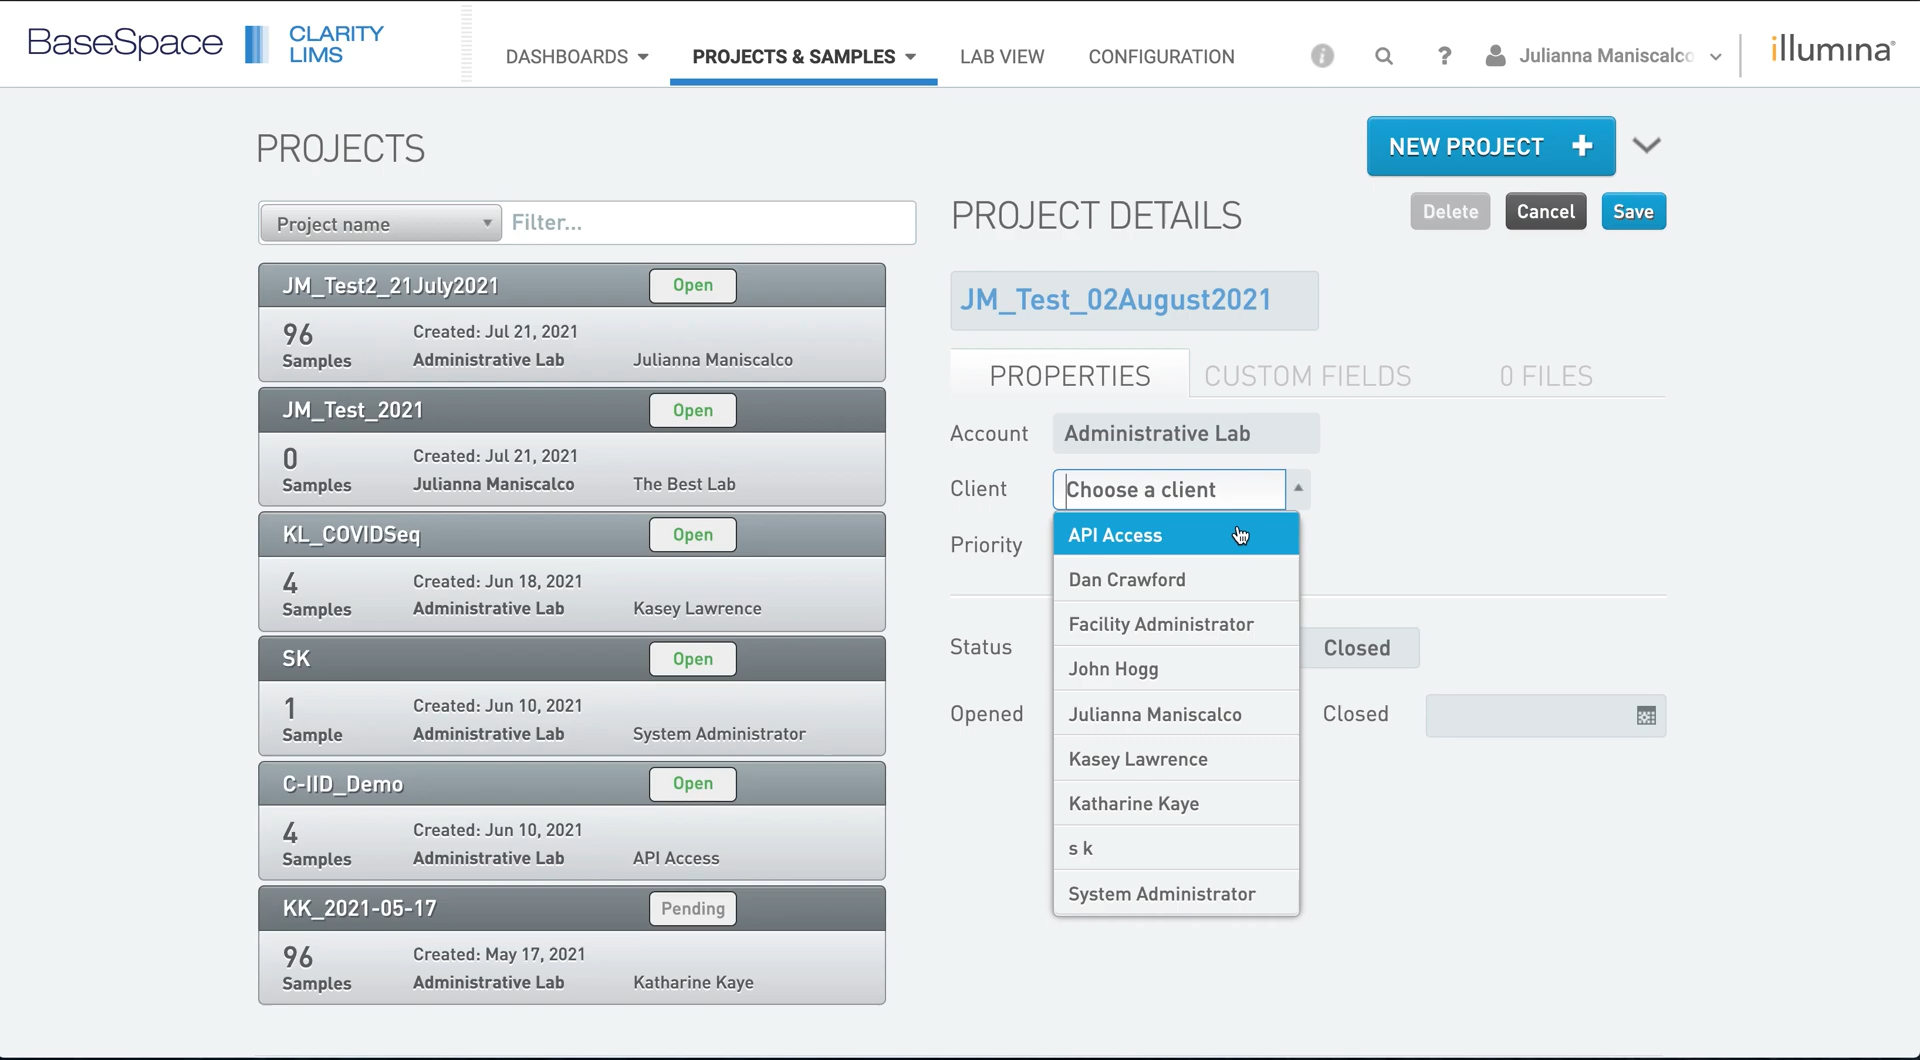 BaseSpace
CLARITY
LIMS
DASHBOARDS
PROJECTS & SAMPLES
LAB VIEW
CONFIGURATION
?
Julianna Maniscalco
illumina®
PROJECTS
NEW PROJECT +
Project name
Filter...
PROJECT DETAILS
Delete
Cancel
Save
JM_Test2_21July2021
Open
96
Samples
Created: Jul 21, 2021
Administrative Lab
Julianna Maniscalco
JM_Test_2021
Open
0
Samples
Created: Jul 21, 2021
Julianna Maniscalco
The Best Lab
KL_COVIDSeq
Open
4
Samples
Created: Jun 18, 2021
Administrative Lab
Kasey Lawrence
SK
Open
1
Sample
Created: Jun 10, 2021
Administrative Lab
System Administrator
C-IID_Demo
Open
4
Samples
Created: Jun 10, 2021
Administrative Lab
API Access
KK_2021-05-17
Pending
96
Samples
Created: May 17, 2021
Administrative Lab
Katharine Kaye
JM_Test_02August2021
PROPERTIES
CUSTOM FIELDS
0 FILES
Account
Administrative Lab
Client
Choose a client
Priority
API Access
Dan Crawford
Facility Administrator
John Hogg
Julianna Maniscalco
Kasey Lawrence
Katharine Kaye
s k
System Administrator
Status
Closed
Opened
Closed